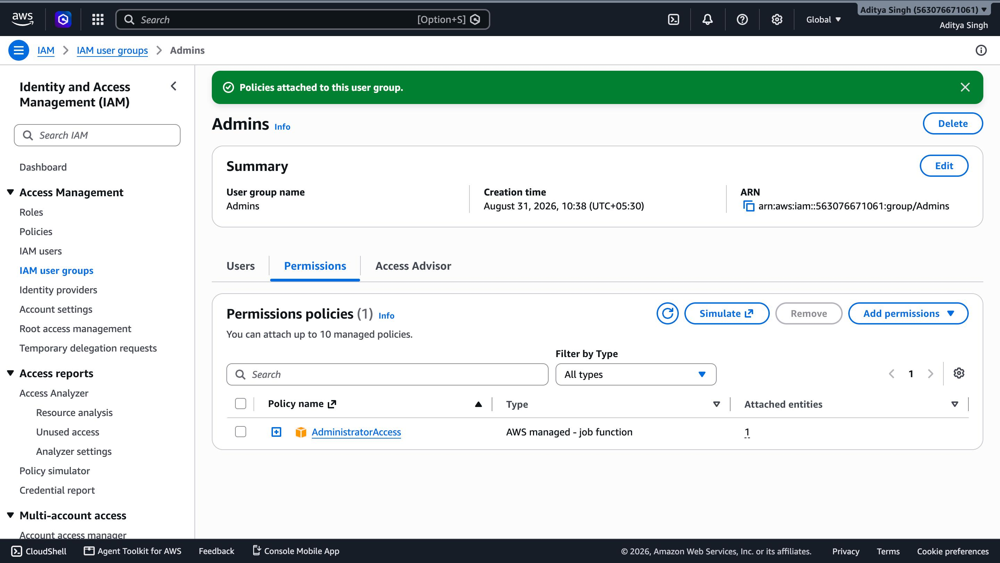 aws
Search
[Option+S]
Global
Aditya Singh (563076671061)
Aditya Singh
IAM
IAM user groups
Admins
Identity and Access
Management (IAM)
Search IAM
Dashboard
Access Management
Roles
Policies
IAM users
IAM user groups
Identity providers
Account settings
Root access management
Temporary delegation requests
Access reports
Access Analyzer
Resource analysis
Unused access
Analyzer settings
Policy simulator
Credential report
Multi-account access
Account access manager
Policies attached to this user group.
Admins Info
Delete
Summary
Edit
User group name
Admins
Creation time
August 31, 2026, 10:38 (UTC+05:30)
ARN
arn:aws:iam::563076671061:group/Admins
Users
Permissions
Access Advisor
Permissions policies (1) Info
Simulate
Remove
Add permissions
You can attach up to 10 managed policies.
Filter by Type
Search
All types
1
Policy name
Type
Attached entities
AdministratorAccess
AWS managed - job function
1
CloudShell
Agent Toolkit for AWS
Feedback
Console Mobile App
© 2026, Amazon Web Services, Inc. or its affiliates.
Privacy
Terms
Cookie preferences